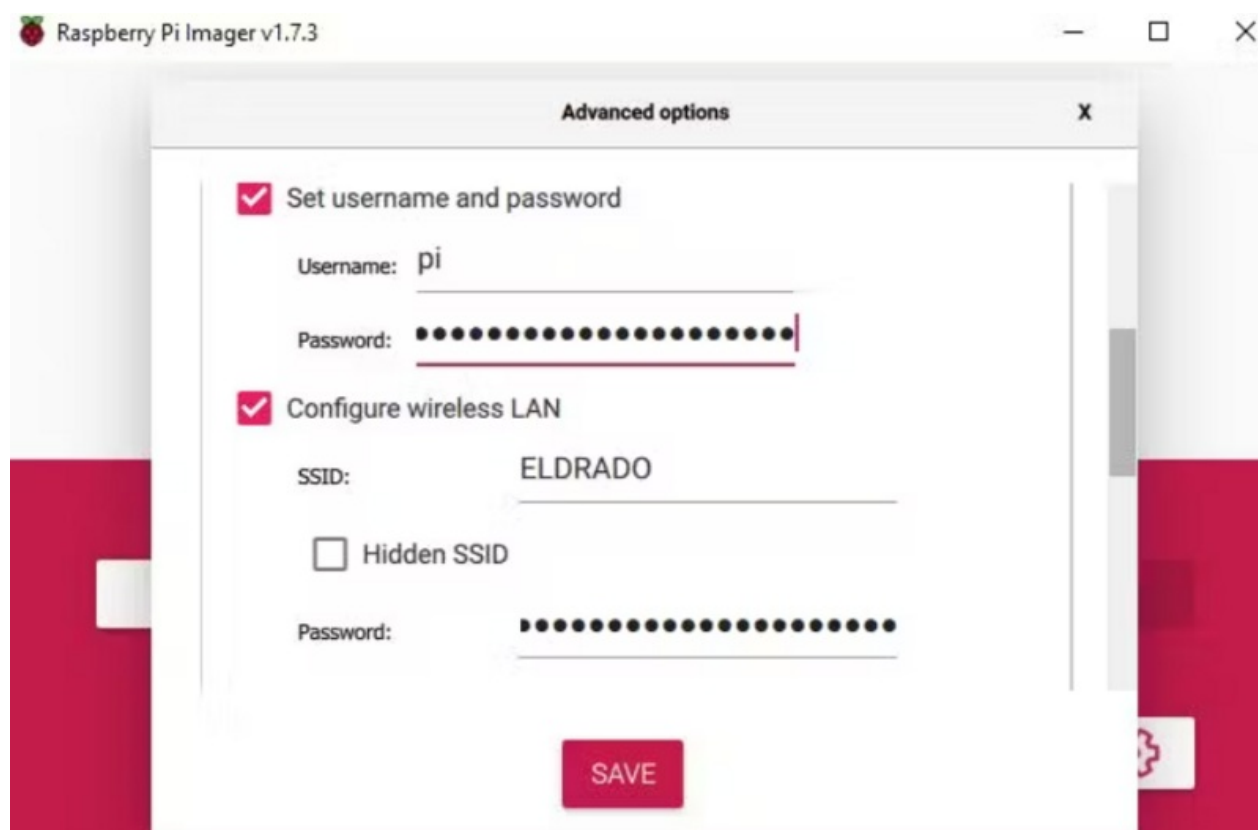 Raspberry Pi Imager v1.7.3
Advanced options
X
Set username and password
Username: pi
Password: ●●●●●●●●●●●●●●●●●●●●●
Configure wireless LAN
SSID: ELDRADO
Hidden SSID
Password: ●●●●●●●●●●●●●●●●●●●●●
SAVE